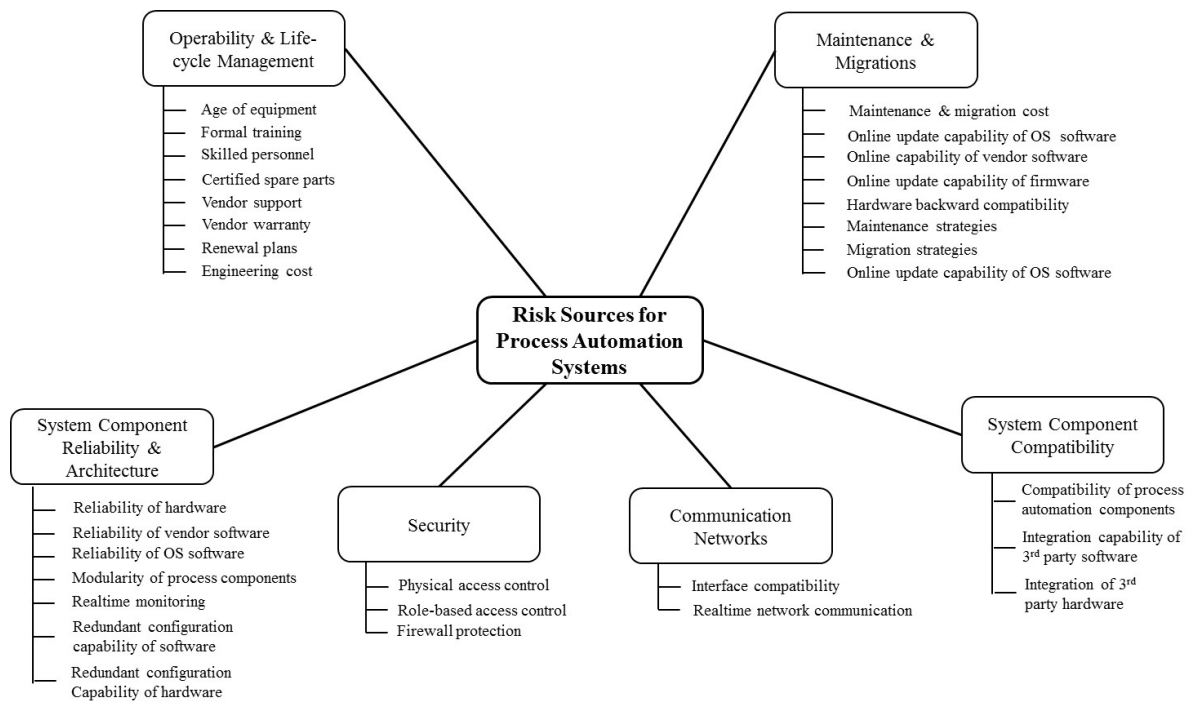 Operability & Life-
cycle Management
Age of equipment
Formal training
Skilled personnel
Certified spare parts
Vendor support
Vendor warranty
Renewal plans
Engineering cost
Maintenance &
Migrations
Maintenance & migration cost
Online update capability of OS software
Online capability of vendor software
Online update capability of firmware
Hardware backward compatibility
Maintenance strategies
Migration strategies
Online update capability of OS software
Risk Sources for
Process Automation
Systems
System Component
Reliability &
Architecture
Reliability of hardware
Reliability of vendor software
Reliability of OS software
Modularity of process components
Realtime monitoring
Redundant configuration
capability of software
Redundant configuration
Capability of hardware
Security
Physical access control
Role-based access control
Firewall protection
Communication
Networks
Interface compatibility
Realtime network communication
System Component
Compatibility
Compatibility of process
automation components
Integration capability of
3rd party software
Integration of 3rd
party hardware